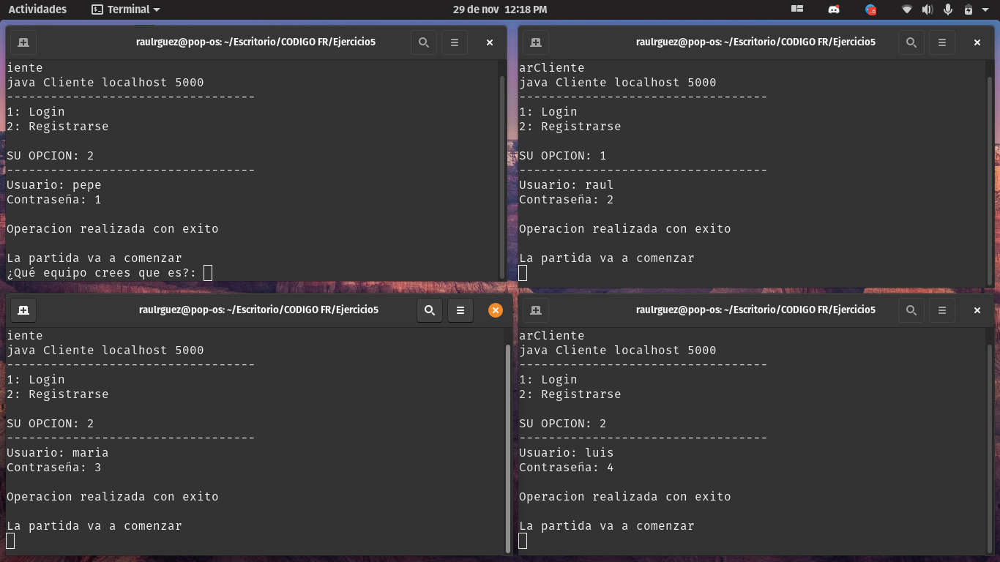 Actividades
Terminal
29 de nov 12:18 PM
raulrguez@pop-os: ~/Escritorio/CODIGO FR/Ejercicio5
iente
java Cliente localhost 5000
----------------------------------
1: Login
2: Registrarse
SU OPCION: 2
----------------------------------
Usuario: pepe
Contraseña: 1
Operacion realizada con exito
La partida va a comenzar
¿Qué equipo crees que es?:
raulrguez@pop-os: ~/Escritorio/CODIGO FR/Ejercicio5
arCliente
java Cliente localhost 5000
----------------------------------
1: Login
2: Registrarse
SU OPCION: 1
----------------------------------
Usuario: raul
Contraseña: 2
Operacion realizada con exito
La partida va a comenzar
raulrguez@pop-os: ~/Escritorio/CODIGO FR/Ejercicio5
iente
java Cliente localhost 5000
----------------------------------
1: Login
2: Registrarse
SU OPCION: 2
----------------------------------
Usuario: maria
Contraseña: 3
Operacion realizada con exito
La partida va a comenzar
raulrguez@pop-os: ~/Escritorio/CODIGO FR/Ejercicio5
arCliente
java Cliente localhost 5000
----------------------------------
1: Login
2: Registrarse
SU OPCION: 2
----------------------------------
Usuario: luis
Contraseña: 4
Operacion realizada con exito
La partida va a comenzar